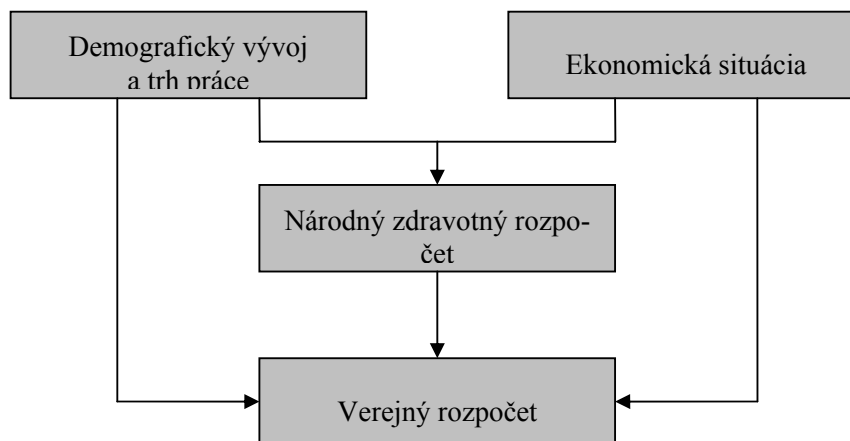 Demografický vývoj
a trh práce
Ekonomická situácia
Národný zdravotný rozpo-
čet
Verejný rozpočet